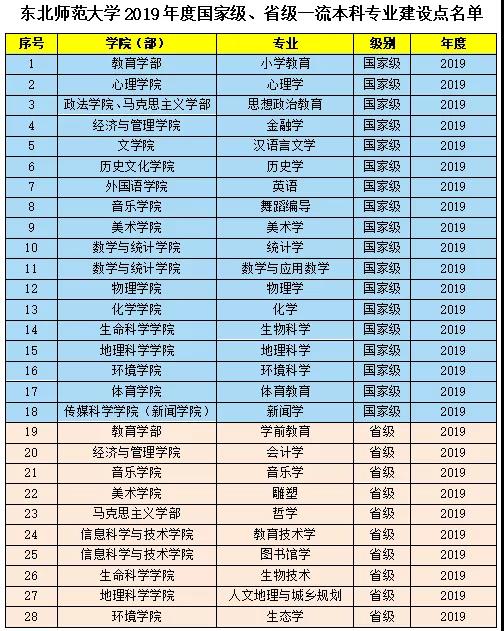 东北师范大学 2019 年度国家级、省级一流本科专业建设点名单
序号 学院（部） 专业 级别 年度
1 教育学部 小学教育 国家级 2019
2 心理学院 心理学 国家级 2019
3 政法学院、马克思主义学部 思想政治教育 国家级 2019
4 经济与管理学院 金融学 国家级 2019
5 文学院 汉语言文学 国家级 2019
6 历史文化学院 历史学 国家级 2019
7 外国语学院 英语 国家级 2019
8 音乐学院 舞蹈编导 国家级 2019
9 美术学院 美术学 国家级 2019
10 数学与统计学院 统计学 国家级 2019
11 数学与统计学院 数学与应用数学 国家级 2019
12 物理学院 物理学 国家级 2019
13 化学学院 化学 国家级 2019
14 生命科学学院 生物科学 国家级 2019
15 地理科学学院 地理科学 国家级 2019
16 环境学院 环境科学 国家级 2019
17 体育学院 体育教育 国家级 2019
18 传媒科学学院（新闻学院） 新闻学 国家级 2019
19 教育学部 学前教育 省级 2019
20 经济与管理学院 会计学 省级 2019
21 音乐学院 音乐学 省级 2019
22 美术学院 雕塑 省级 2019
23 马克思主义学部 哲学 省级 2019
24 信息科学与技术学院 教育技术学 省级 2019
25 信息科学与技术学院 图书馆学 省级 2019
26 生命科学学院 生物技术 省级 2019
27 地理科学学院 人文地理与城乡规划 省级 2019
28 环境学院 生态学 省级 2019